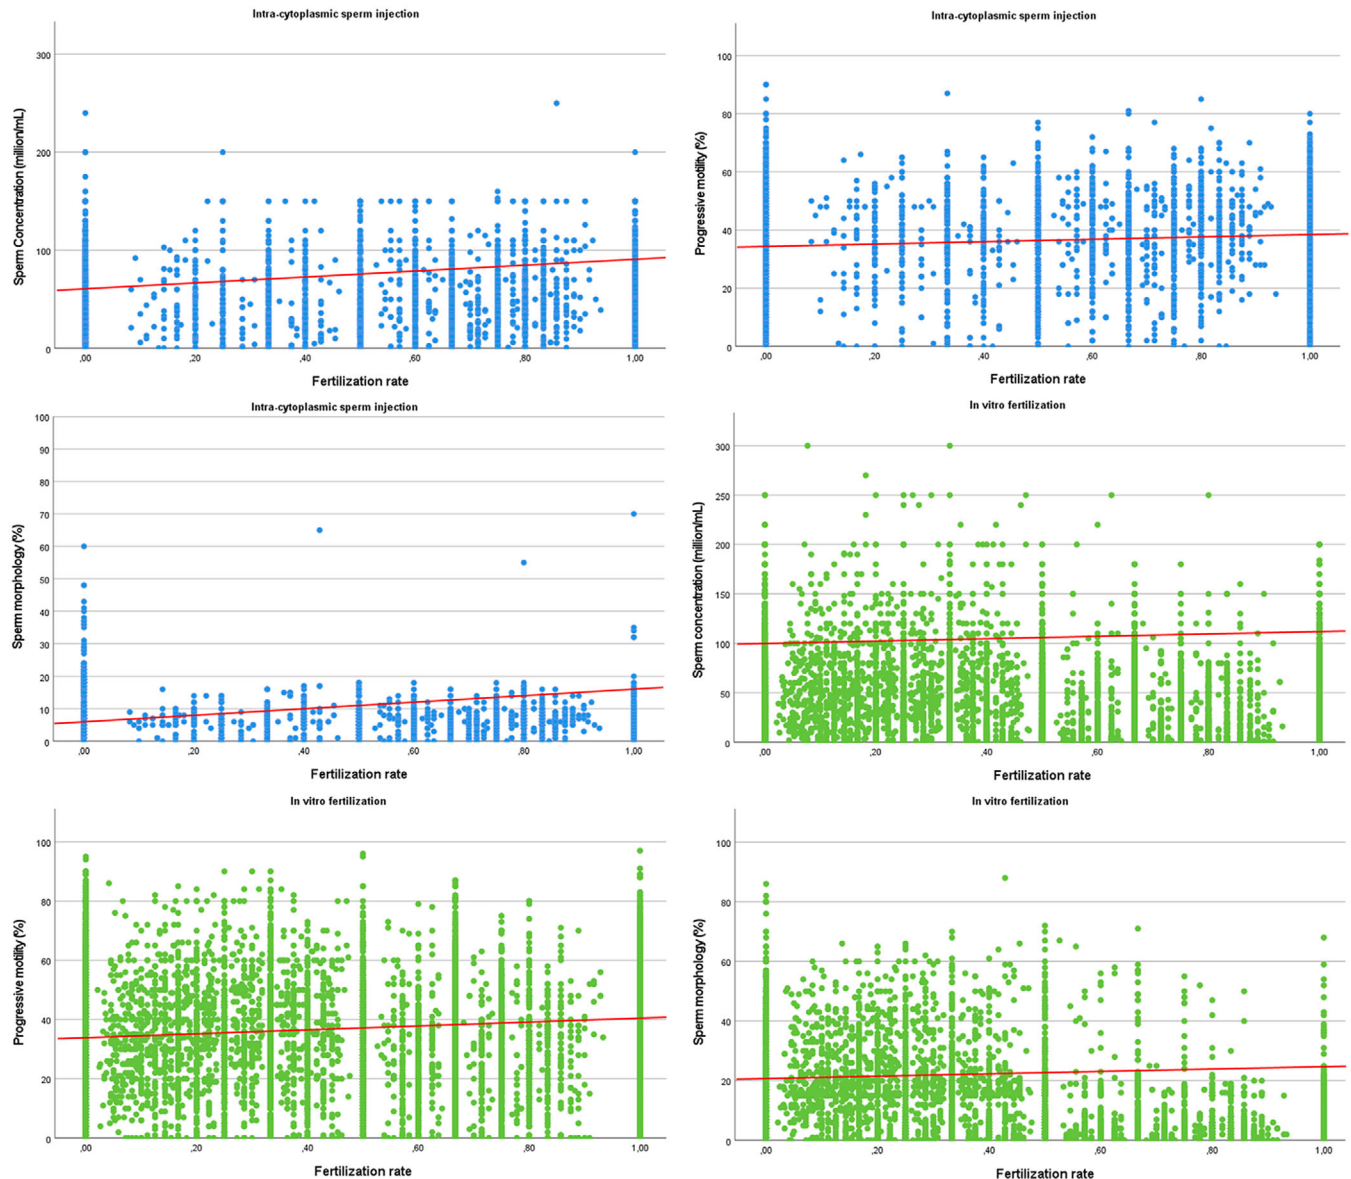 Intra-cytoplasmic sperm injection
300
200
100
0
Sperm Concentration (million/mL)
,00 ,20 ,40 ,60 ,80 1,00
Fertilization rate
Intra-cytoplasmic sperm injection
100
80
60
40
20
0
Progressive motility (%)
,00 ,20 ,40 ,60 ,80 1,00
Fertilization rate
Intra-cytoplasmic sperm injection
100
90
80
70
60
50
40
30
20
10
0
Sperm morphology (%)
,00 ,20 ,40 ,60 ,80 1,00
Fertilization rate
In vitro fertilization
300
250
200
150
100
50
0
Sperm concentration (million/mL)
,00 ,20 ,40 ,60 ,80 1,00
Fertilization rate
In vitro fertilization
100
80
60
40
20
0
Progressive motility (%)
,00 ,20 ,40 ,60 ,80 1,00
Fertilization rate
In vitro fertilization
100
80
60
40
20
0
Sperm morphology (%)
,00 ,20 ,40 ,60 ,80 1,00
Fertilization rate